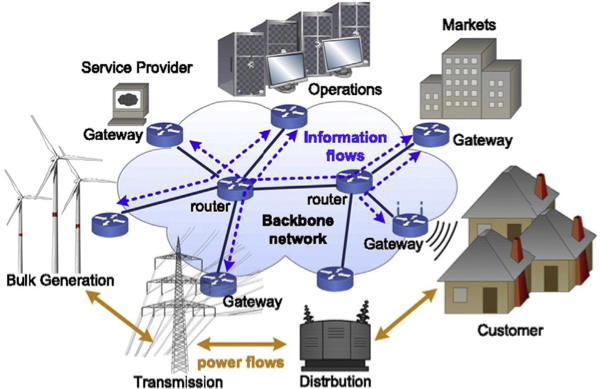 Markets
Service Provider
Operations
Gateway
Information
flows
Gateway
router
router
Backbone
network
Gateway
Bulk Generation
Gateway
Customer
power flows
Transmission
Distrbution